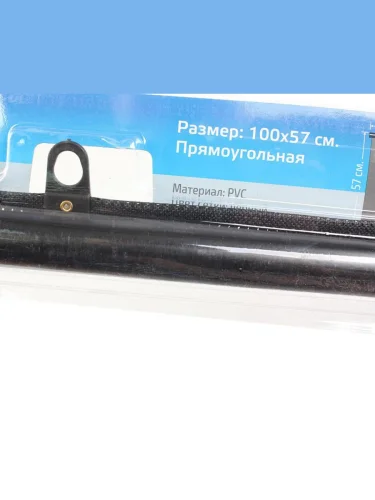 Размер: 100x57 см.
Прямоугольная
Материал: PVC
57 см.